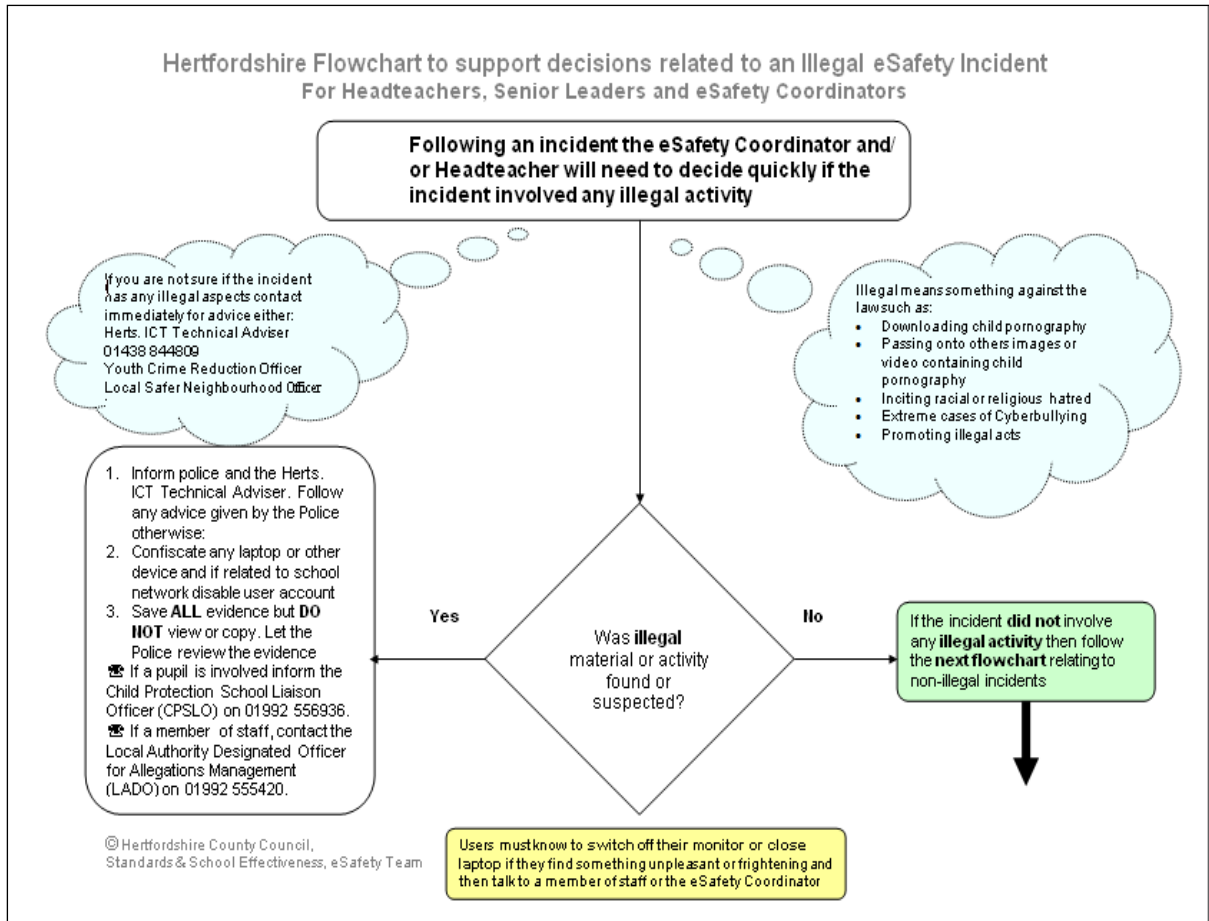 Hertfordshire Flowchart to support decisions related to an Illegal eSafety Incident
For Headteachers, Senior Leaders and eSafety Coordinators
Following an incident the eSafety Coordinator and/
or Headteacher will need to decide quickly if the
incident involved any illegal activity
If you are not sure if the incident
has any illegal aspects contact
immediately for advice either:
Herts. ICT Technical Adviser
01438 844809
Youth Crime Reduction Officer
Local Safer Neighbourhood Officer
.
Illegal means something against the
law such as:
• Downloading child pornography
• Passing onto others images or
video containing child
pornography
• Inciting racial or religious hatred
• Extreme cases of Cyberbullying
• Promoting illegal acts
1. Inform police and the Herts.
ICT Technical Adviser. Follow
any advice given by the Police
otherwise:
2. Confiscate any laptop or other
device and if related to school
network disable user account
3. Save ALL evidence but DO
NOT view or copy. Let the
Police review the evidence
☎ If a pupil is involved inform the
Child Protection School Liaison
Officer (CPSLO) on 01992 556936.
☎ If a member of staff, contact the
Local Authority Designated Officer
for Allegations Management
(LADO) on 01992 555420.
Yes
Was illegal
material or activity
found or
suspected?
No
If the incident did not involve
any illegal activity then follow
the next flowchart relating to
non-illegal incidents
Users must know to switch off their monitor or close
laptop if they find something unpleasant or frightening and
then talk to a member of staff or the eSafety Coordinator
© Hertfordshire County Council,
Standards & School Effectiveness, eSafety Team